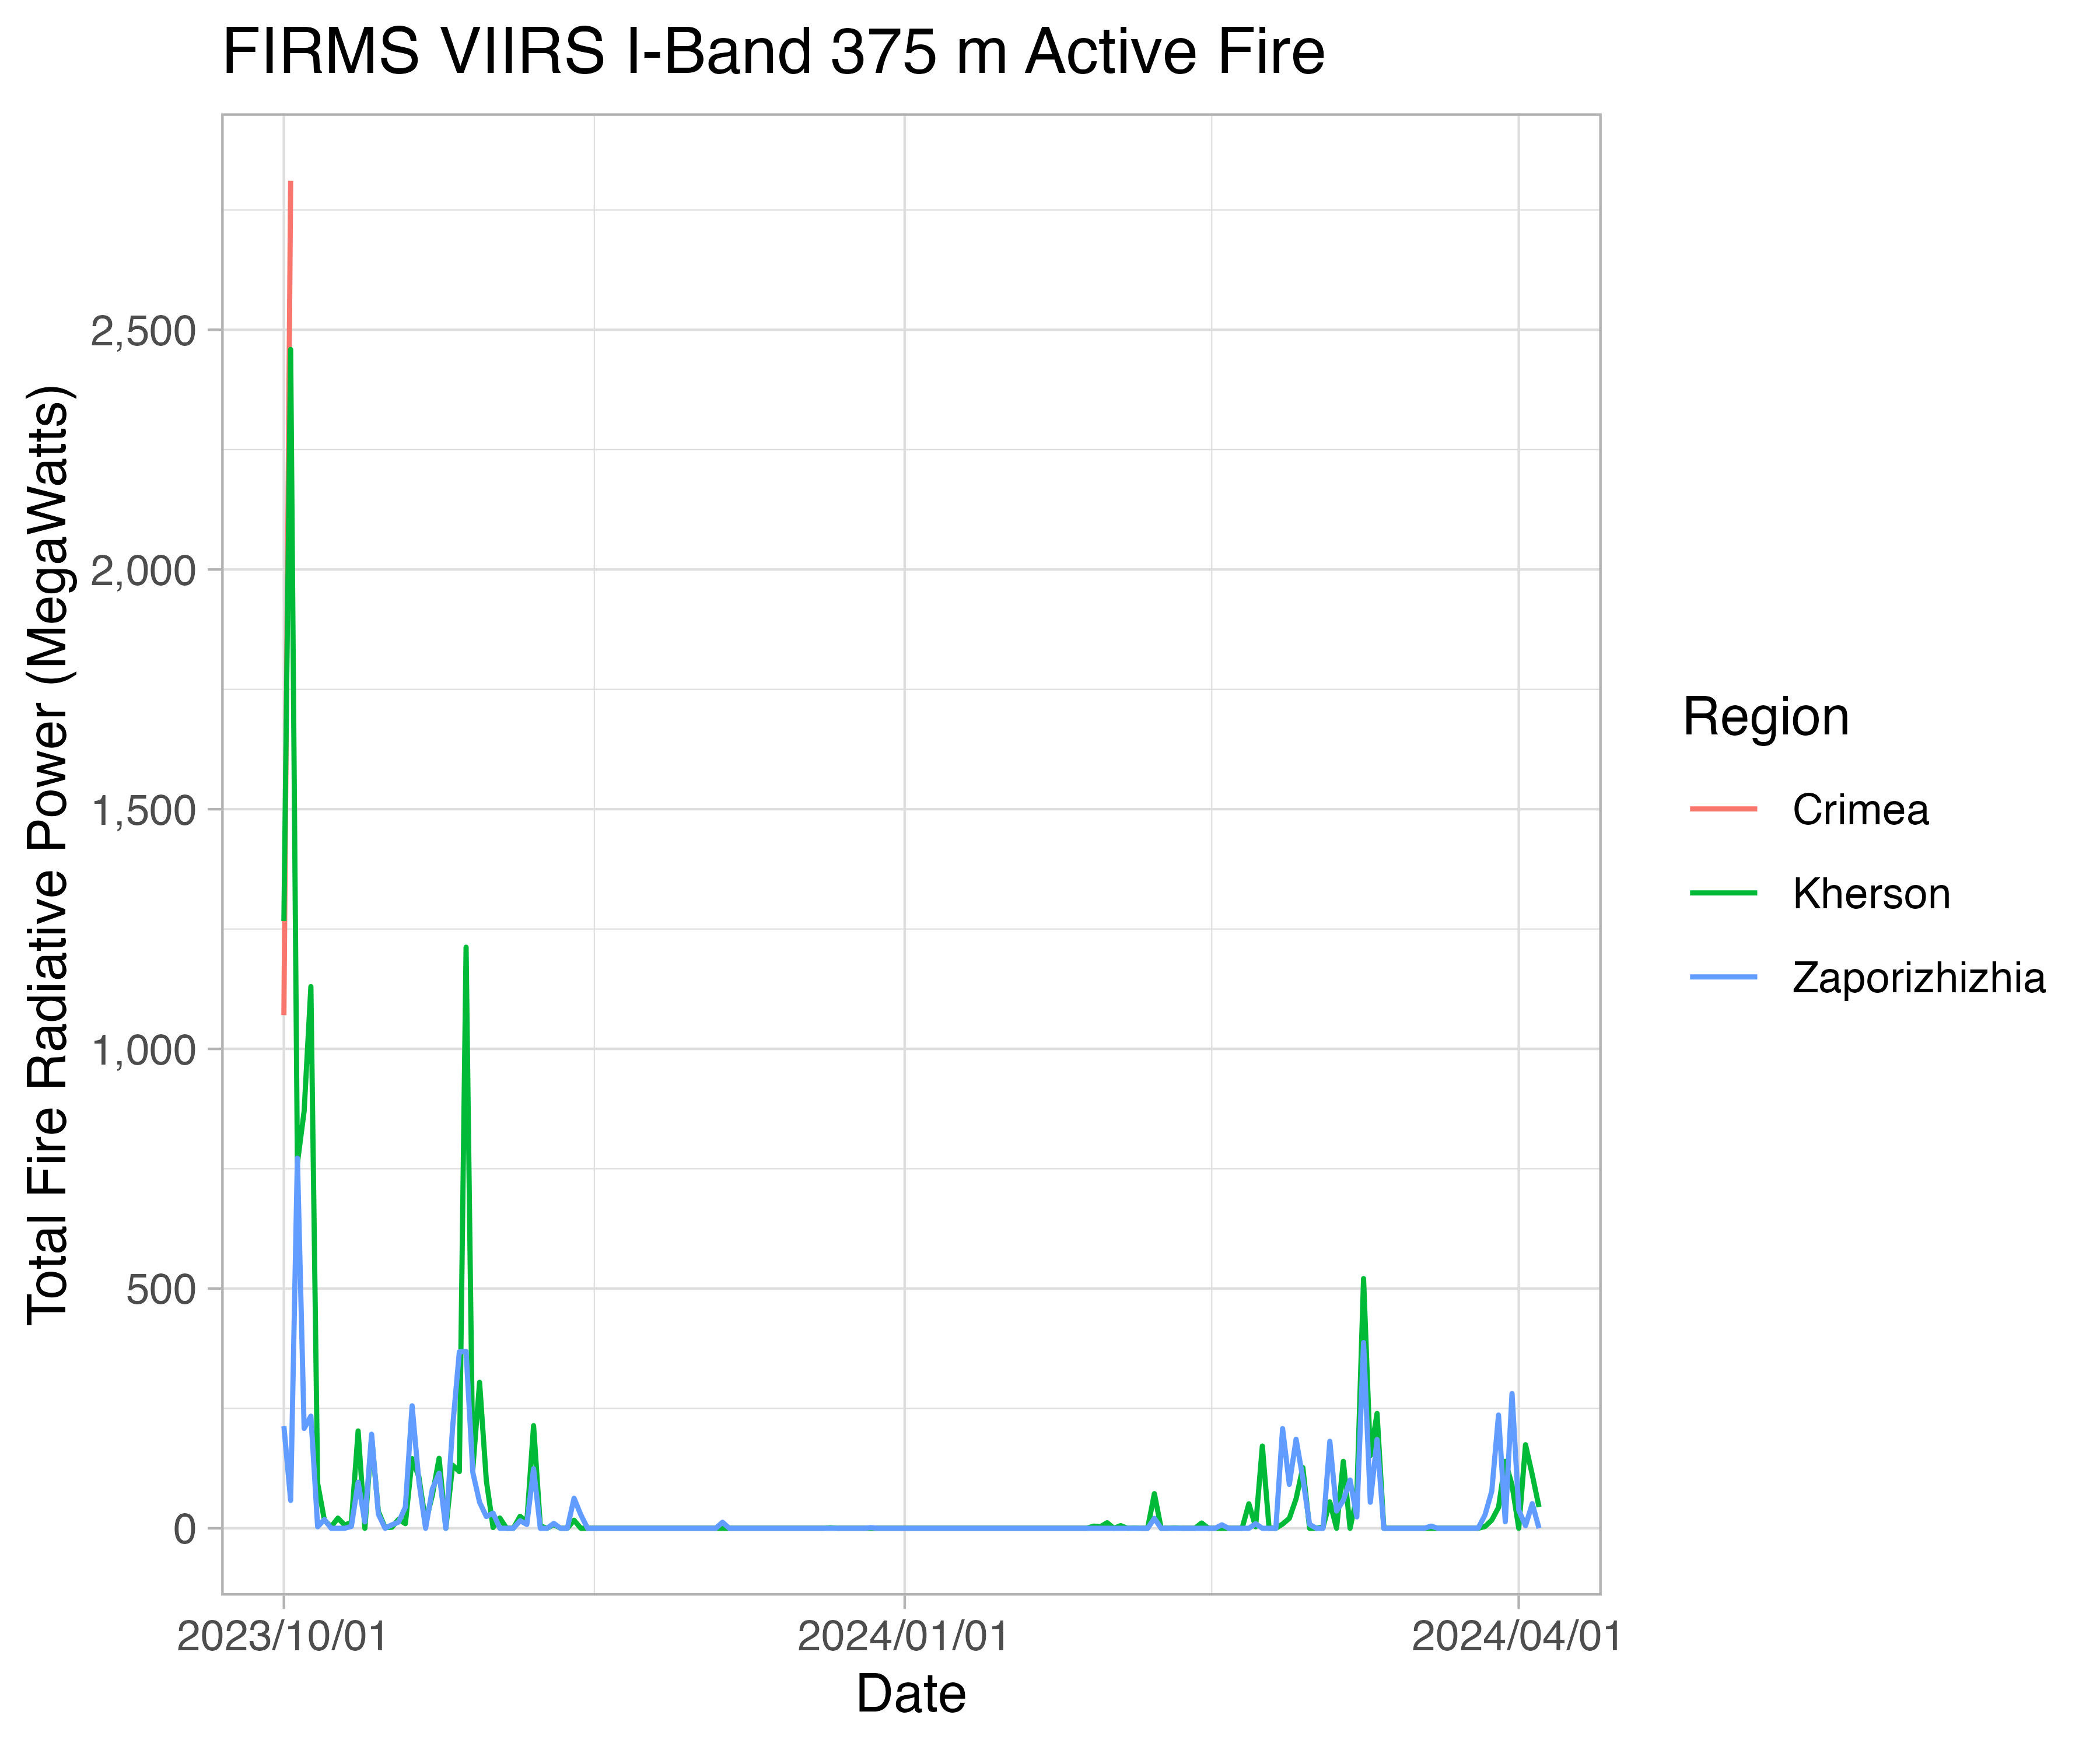 FIRMS VIIRS I-Band 375 m Active Fire
Total Fire Radiative Power (MegaWatts)
2,500
2,000
1,500
1,000
500
0
2023/10/01
2024/01/01
2024/04/01
Date
Region
Crimea
Kherson
Zaporizhizhia